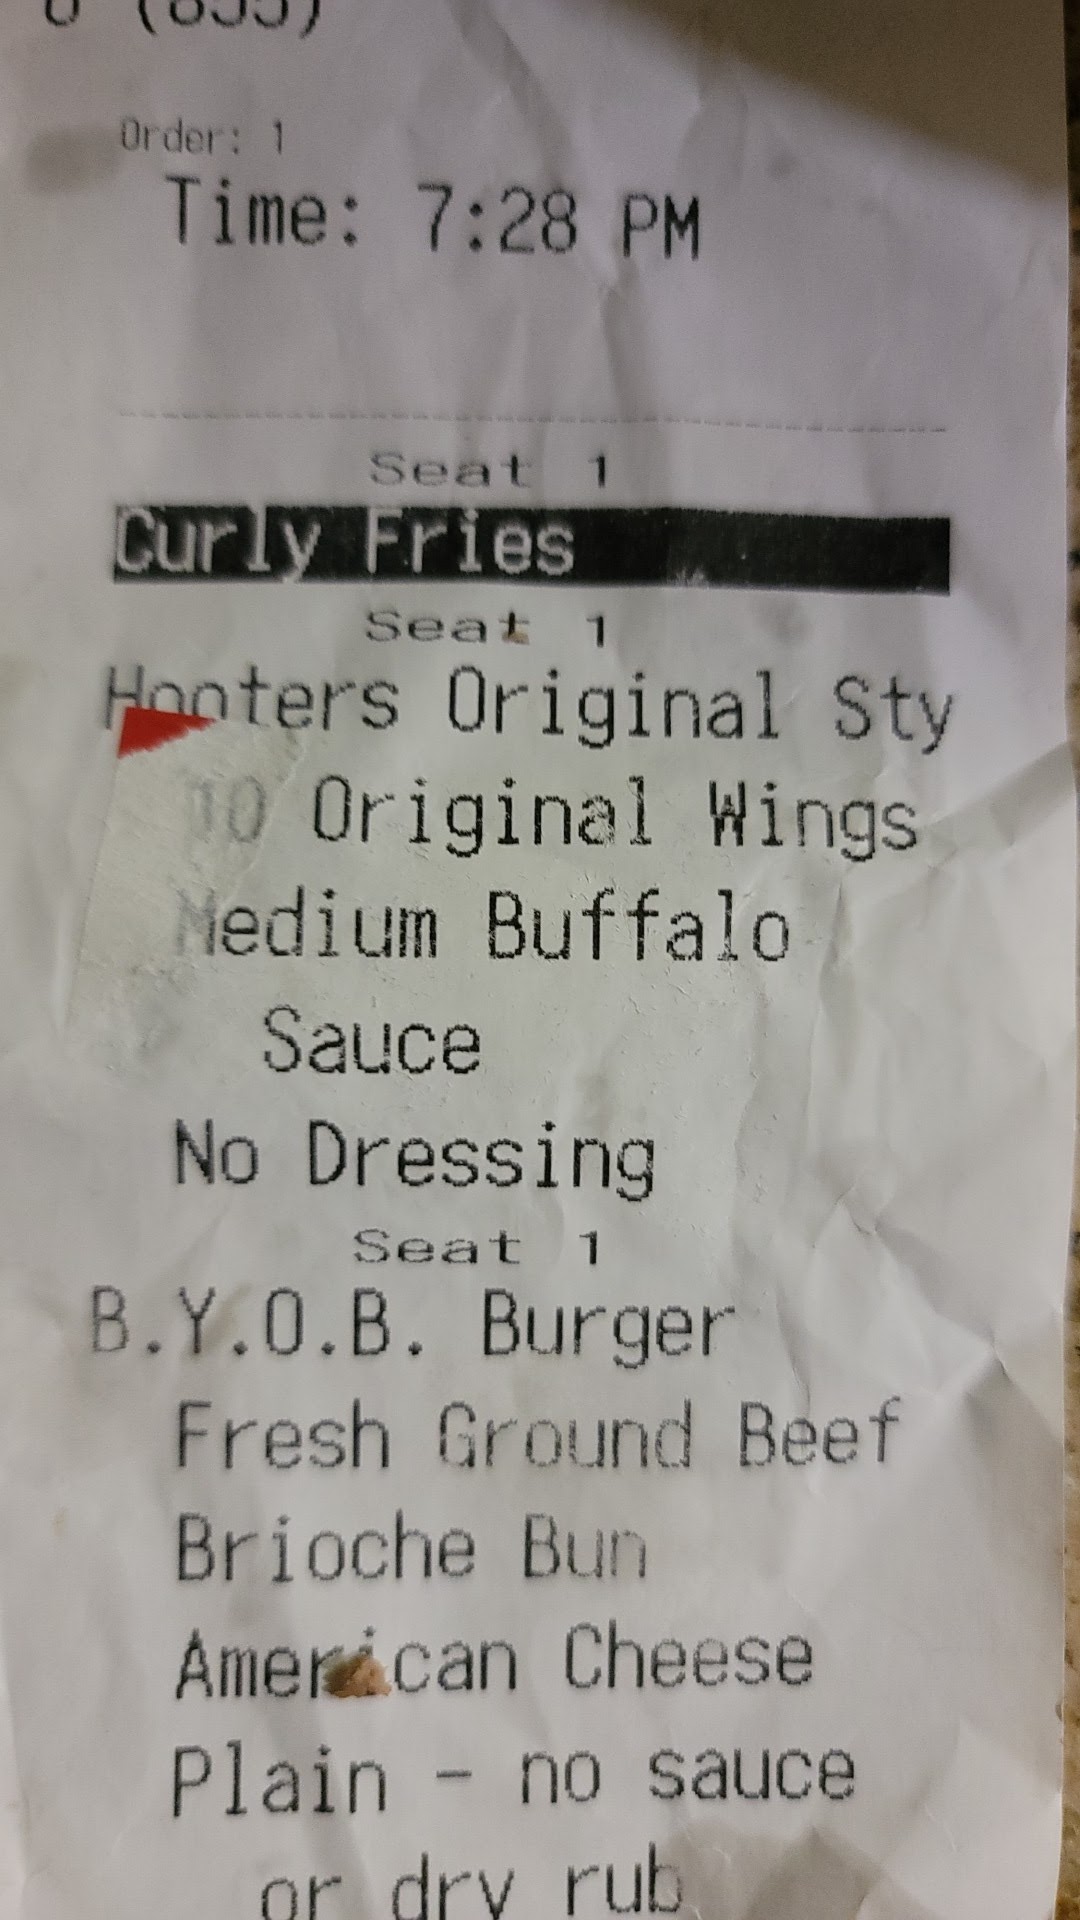 (855)
Order: 1
Time: 7:28 PM
Seat 1
Curly Fries
Seat 1
Hooters Original Sty
10 Original Wings
Medium Buffalo
Sauce
No Dressing
Seat 1
B.Y.O.B. Burger
Fresh Ground Beef
Brioche Bun
American Cheese
Plain - no sauce
or dry rub